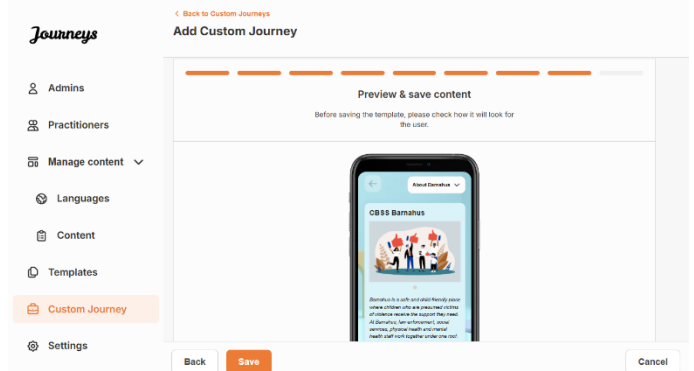 Back to Custom Journeys
Add Custom Journey
Journeys
Admins
Practitioners
Manage content
Languages
Content
Templates
Custom Journey
Settings
Preview & save content
Before saving the template, please check how it will look for
the user.
About Barnahus
CBSS Barnahus
Barnahus is a safe and child friendly place
where children who are presumed victims
of violence receive the support they need.
At Barnahus, law enforcement, social
services, physical health and mental
health staff work together under one roof.
Back
Save
Cancel